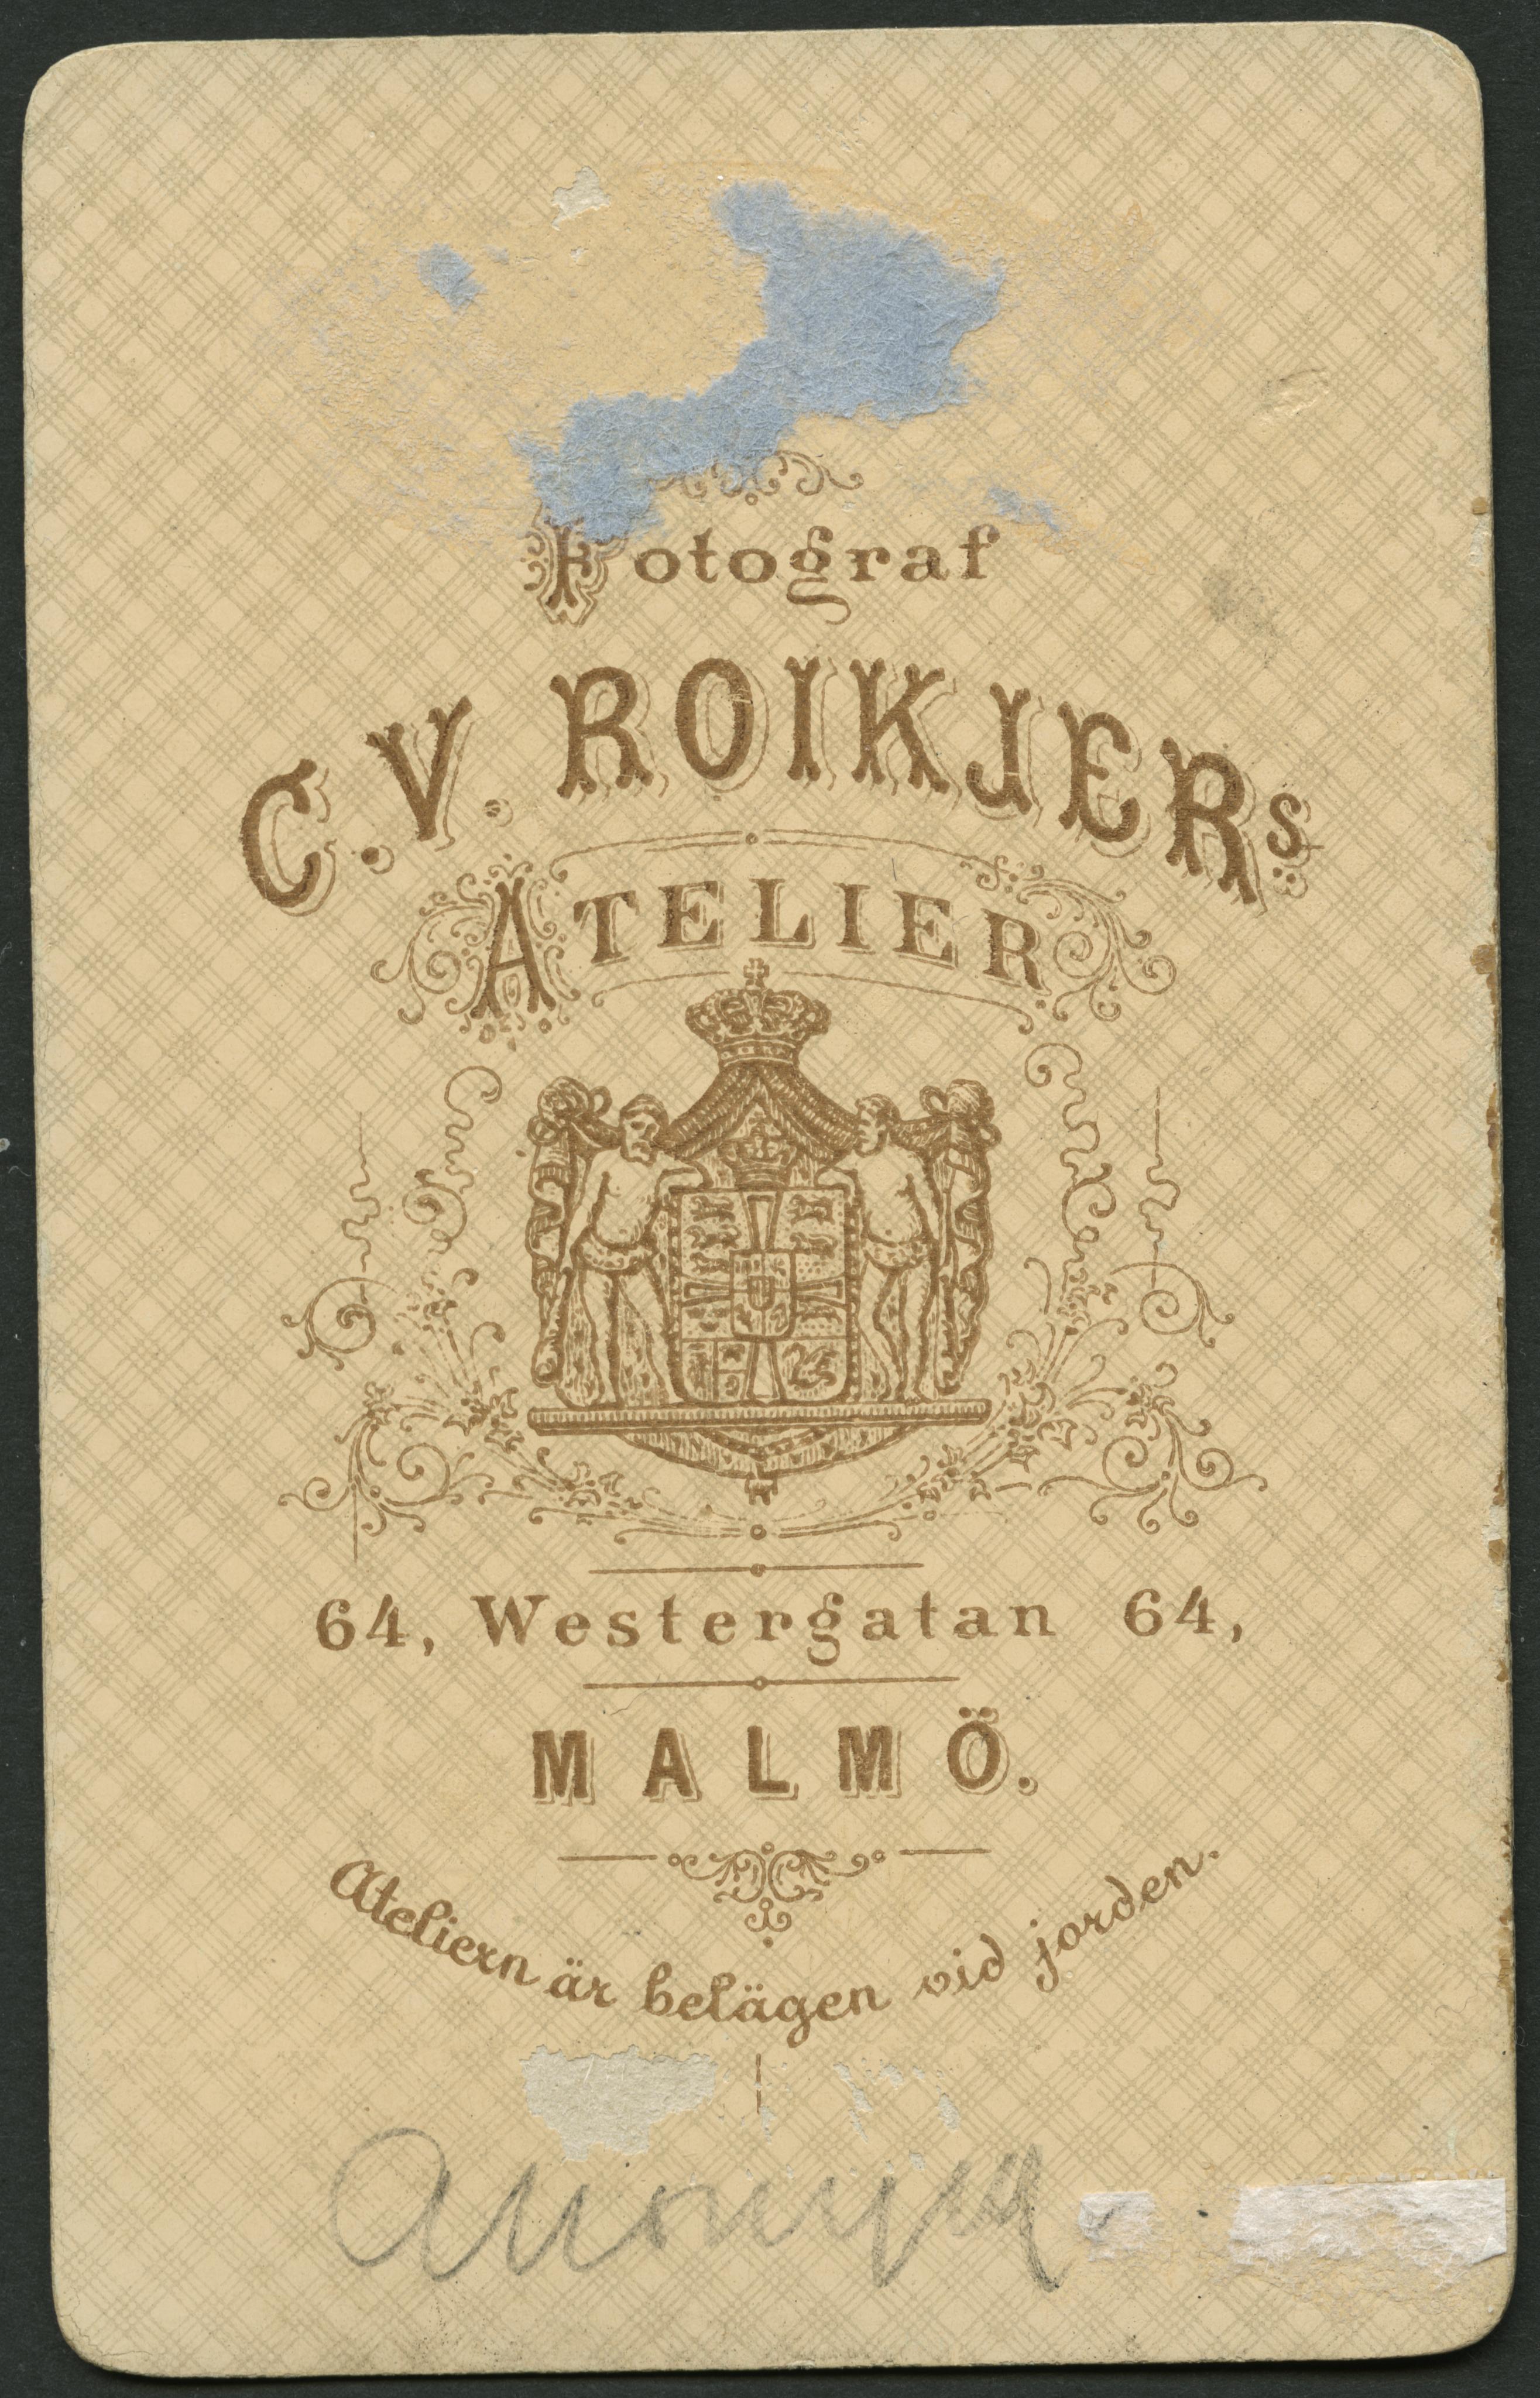 Fotograf
C. V. ROIKJERs
ATELIER
64, Westergatan 64,
MALMÖ.
Ateliern är belägen vid jorden.